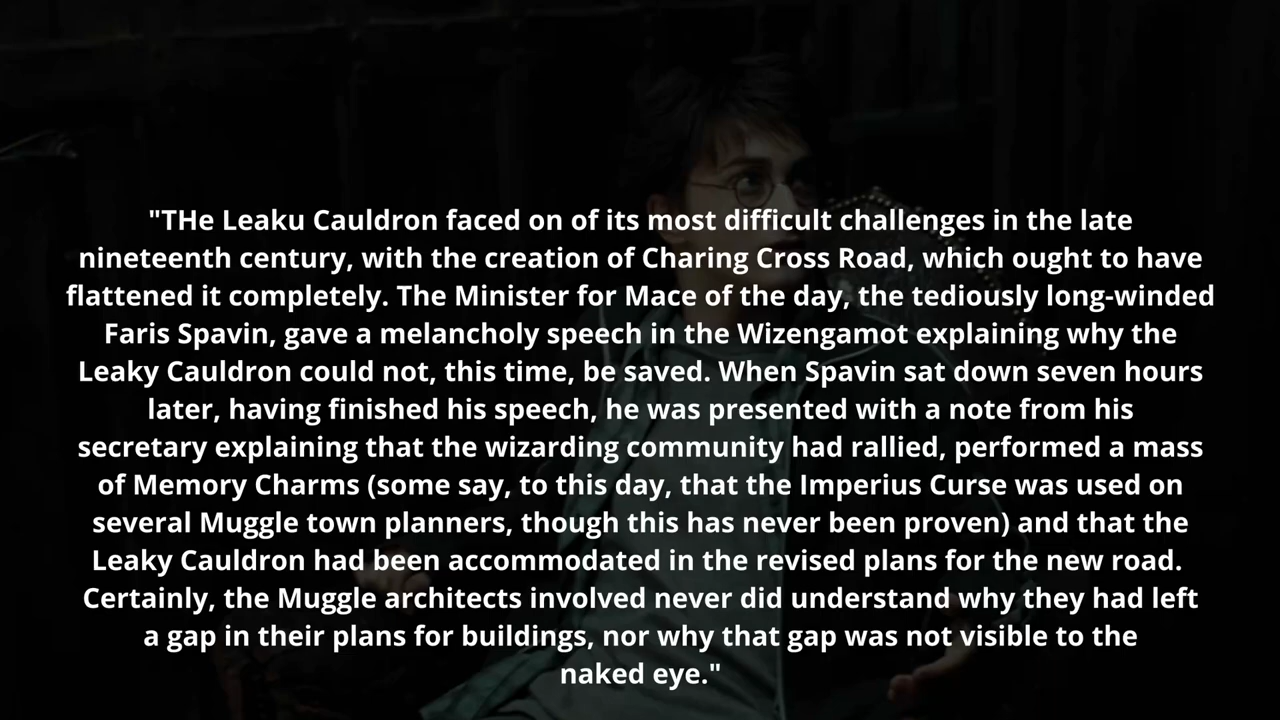 "THe Leaku Cauldron faced on of its most difficult challenges in the late
nineteenth century, with the creation of Charing Cross Road, which ought to have
flattened it completely. The Minister for Mace of the day, the tediously long-winded
Faris Spavin, gave a melancholy speech in the Wizengamot explaining why the
Leaky Cauldron could not, this time, be saved. When Spavin sat down seven hours
later, having finished his speech, he was presented with a note from his
secretary explaining that the wizarding community had rallied, performed a mass
of Memory Charms (some say, to this day, that the Imperius Curse was used on
several Muggle town planners, though this has never been proven) and that the
Leaky Cauldron had been accommodated in the revised plans for the new road.
Certainly, the Muggle architects involved never did understand why they had left
a gap in their plans for buildings, nor why that gap was not visible to the
naked eye."